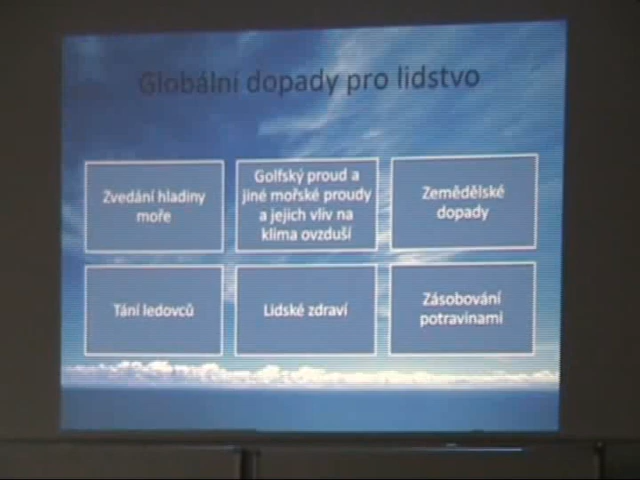 Globální dopady pro lidstvo
Zvedání hladiny
moře
Golfský proud a
jiné mořské proudy
a jejich vliv na
klima ovzduší
Zemědělské
dopady
Tání ledovců
Lidské zdraví
Zásobování
potravinami